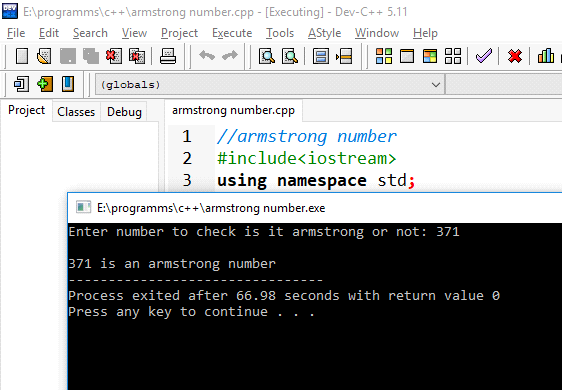 E:\programms\c++\armstrong number.cpp - [Executing] - Dev-C++ 5.11
File Edit Search View Project Execute Tools AStyle Window Help
(globals)
Project Classes Debug
armstrong number.cpp
1 //armstrong number
2 #include<iostream>
3 using namespace std;
E:\programms\c++\armstrong number.exe
Enter number to check is it armstrong or not: 371
371 is an armstrong number
--------------------------------
Process exited after 66.98 seconds with return value 0
Press any key to continue . . .